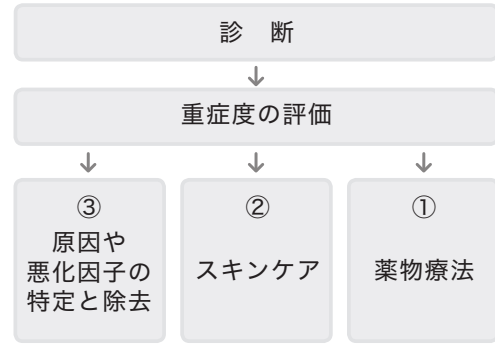 診　断
重症度の評価
③
原因や
悪化因子の
特定と除去
②
スキンケア
①
薬物療法